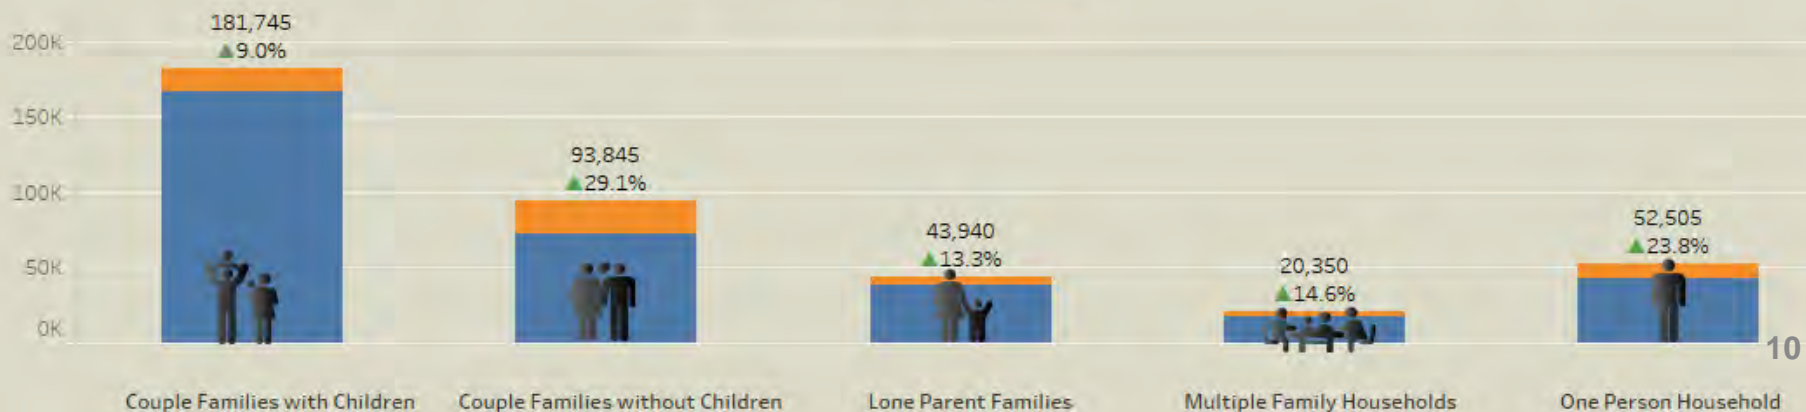 200K
150K
100K
50K
0K
181,745
▲9.0%
93,845
▲29.1%
43,940
▲13.3%
20,350
▲14.6%
52,505
▲23.8%
Couple Families with Children
Couple Families without Children
Lone Parent Families
Multiple Family Households
One Person Household
10